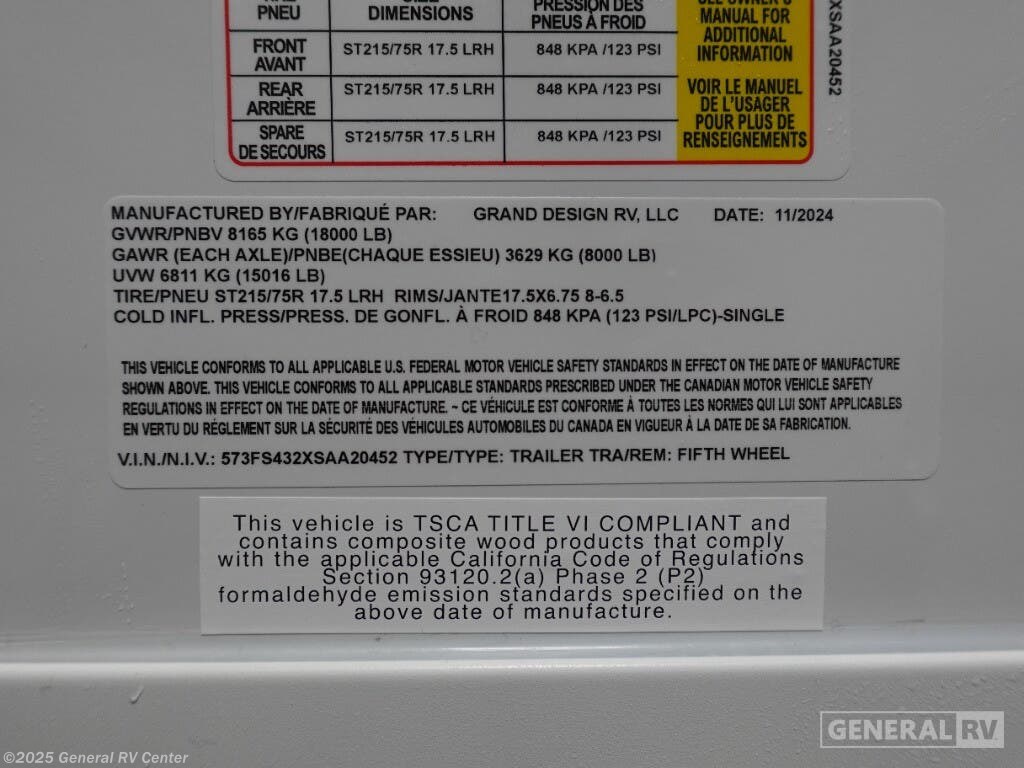 PNEU
DIMENSIONS
PRESSION DES
PNEUS À FROID
SEE OWNER'S
MANUAL FOR
ADDITIONAL
INFORMATION
FRONT
AVANT
ST215/75R 17.5 LRH
848 KPA /123 PSI
REAR
ARRIÈRE
ST215/75R 17.5 LRH
848 KPA /123 PSI
VOIR LE MANUEL
DE L'USAGER
POUR PLUS DE
RENSEIGNEMENTS
SPARE
DE SECOURS
ST215/75R 17.5 LRH
848 KPA /123 PSI
XSAA20452
MANUFACTURED BY/FABRIQUÉ PAR: GRAND DESIGN RV, LLC DATE: 11/2024
GVWR/PNBV 8165 KG (18000 LB)
GAWR (EACH AXLE)/PNBE(CHAQUE ESSIEU) 3629 KG (8000 LB)
UVW 6811 KG (15016 LB)
TIRE/PNEU ST215/75R 17.5 LRH RIMS/JANTE17.5X6.75 8-6.5
COLD INFL. PRESS/PRESS. DE GONFL. À FROID 848 KPA (123 PSI/LPC)-SINGLE
THIS VEHICLE CONFORMS TO ALL APPLICABLE U.S. FEDERAL MOTOR VEHICLE SAFETY STANDARDS IN EFFECT ON THE DATE OF MANUFACTURE
SHOWN ABOVE. THIS VEHICLE CONFORMS TO ALL APPLICABLE STANDARDS PRESCRIBED UNDER THE CANADIAN MOTOR VEHICLE SAFETY
REGULATIONS IN EFFECT ON THE DATE OF MANUFACTURE. ~ CE VÉHICULE EST CONFORME À TOUTES LES NORMES QUI LUI SONT APPLICABLES
EN VERTU DU RÉGLEMENT SUR LA SÉCURITÉ DES VÉHICULES AUTOMOBILES DU CANADA EN VIGUEUR À LA DATE DE SA FABRICATION.
V.I.N./N.I.V.: 573FS432XSAA20452 TYPE/TYPE: TRAILER TRA/REM: FIFTH WHEEL
This vehicle is TSCA TITLE VI COMPLIANT and
contains composite wood products that comply
with the applicable California Code of Regulations
Section 93120.2(a) Phase 2 (P2)
formaldehyde emission standards specified on the
above date of manufacture.
GENERAL RV
©2025 General RV Center